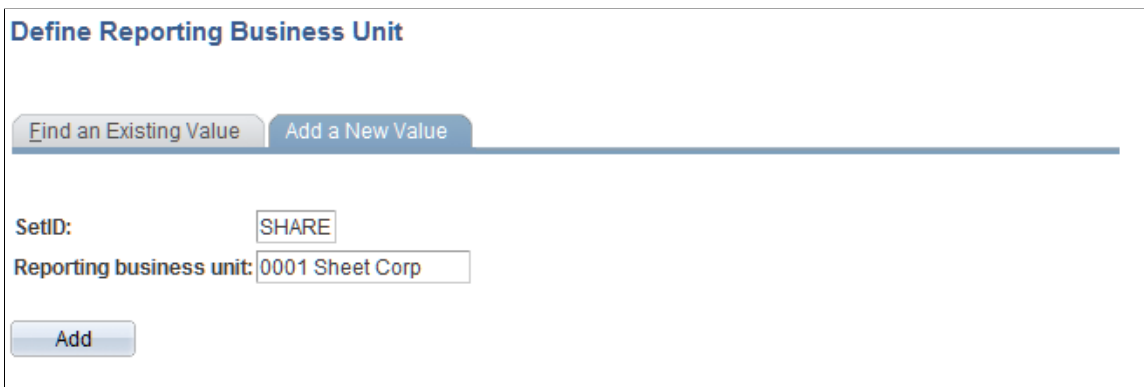 Define Reporting Business Unit
Find an Existing Value Add a New Value
SetID: SHARE
Reporting business unit: 0001 Sheet Corp
Add